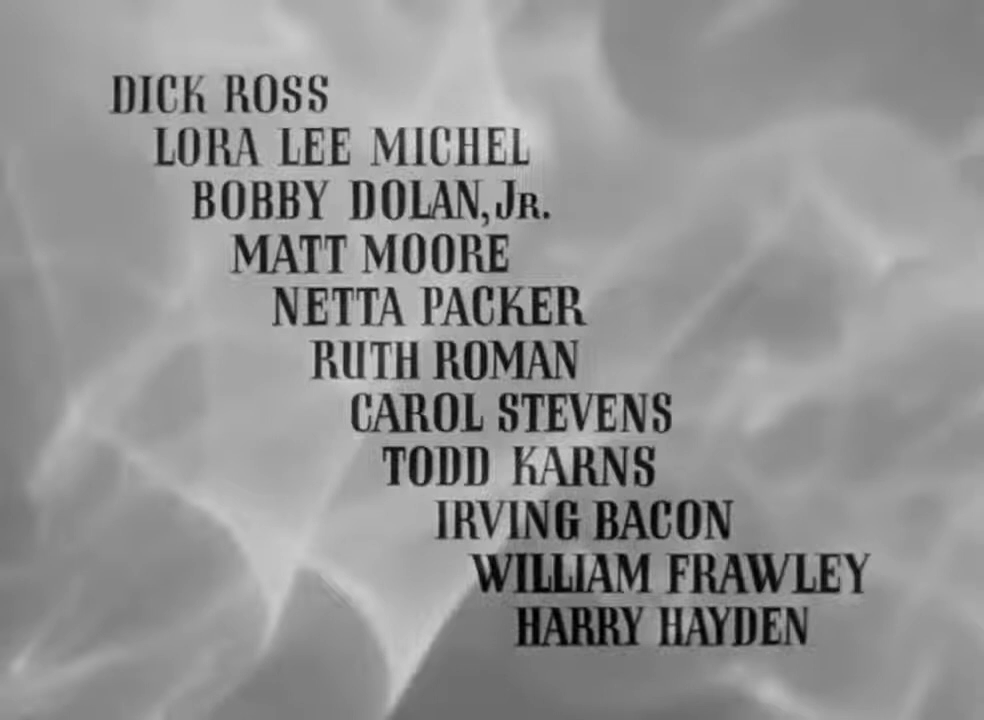 DICK ROSS
LORA LEE MICHEL
BOBBY DOLAN, JR.
MATT MOORE
NETTA PACKER
RUTH ROMAN
CAROL STEVENS
TODD KARNS
IRVING BACON
WILLIAM FRAWLEY
HARRY HAYDEN